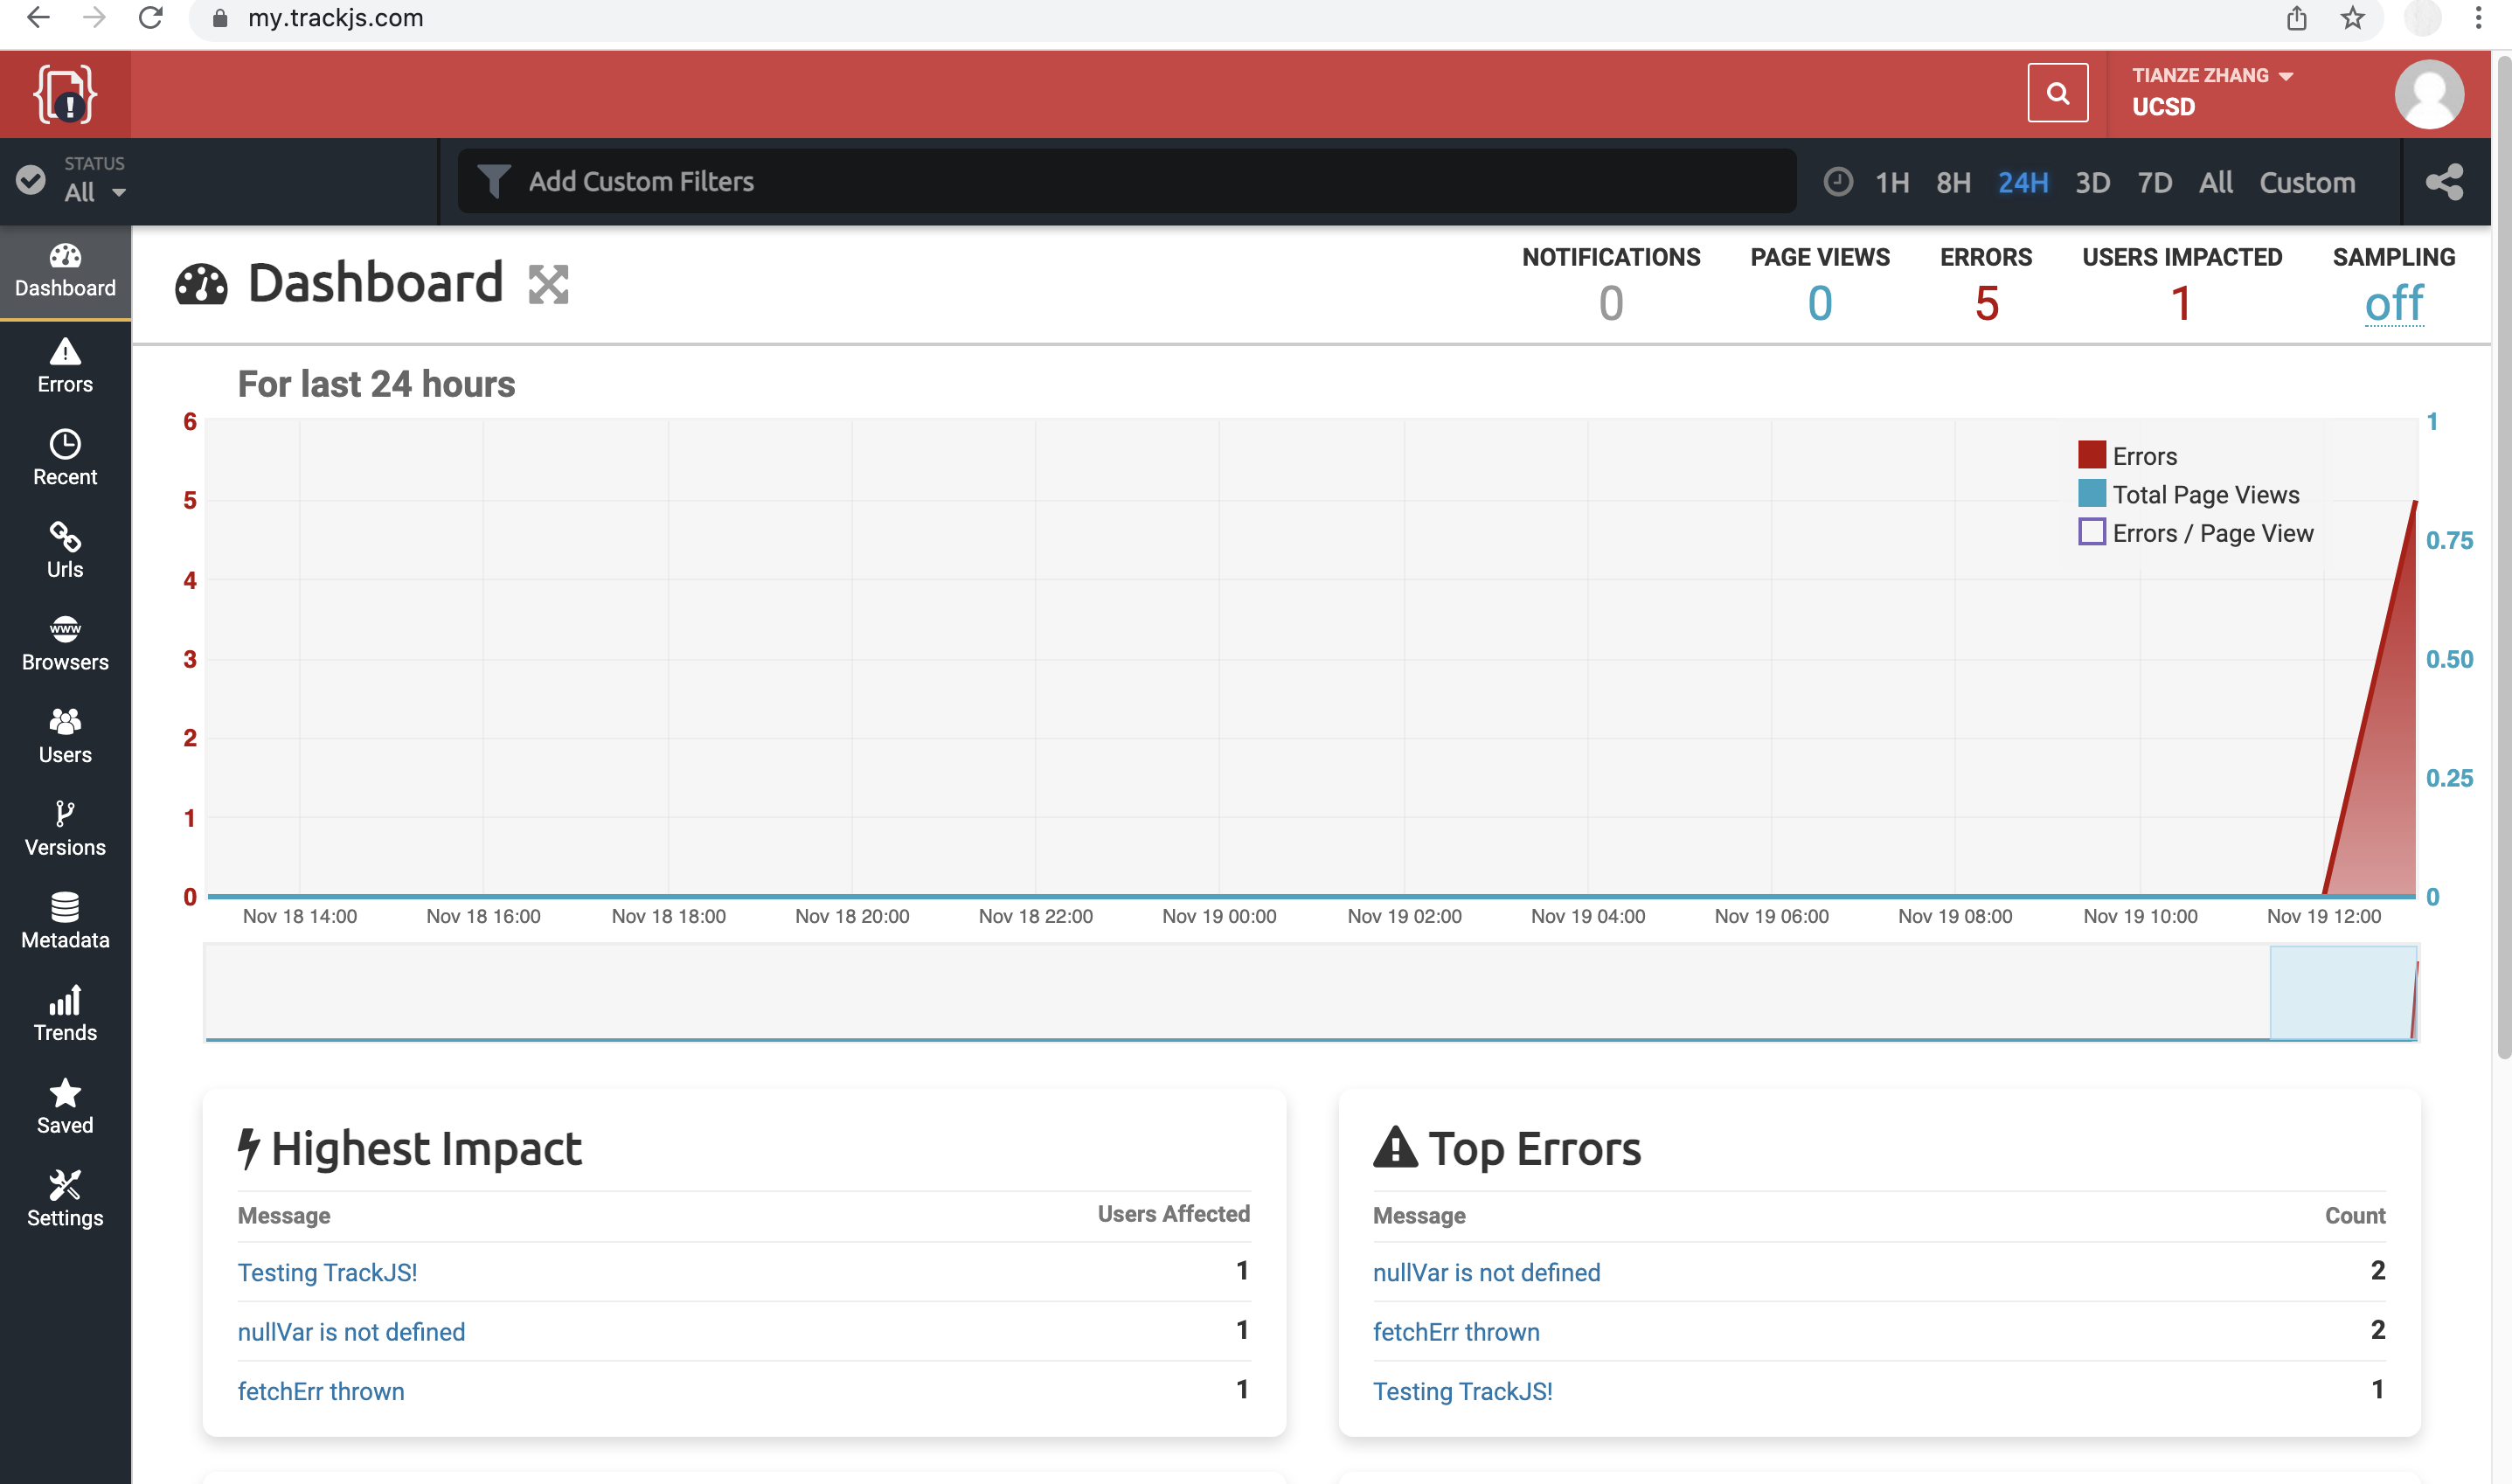 my.trackjs.com
TIANZE ZHANG
UCSD
STATUS
All
Add Custom Filters
1H 8H 24H 3D 7D All Custom
Dashboard
Errors
Recent
Urls
www
Browsers
Users
Versions
Metadata
Trends
Saved
Settings
Dashboard
NOTIFICATIONS PAGE VIEWS ERRORS USERS IMPACTED SAMPLING
0 0 5 1 off
For last 24 hours
6
5
4
3
2
1
0
1
0.75
0.50
0.25
0
Errors
Total Page Views
Errors / Page View
Nov 18 14:00 Nov 18 16:00 Nov 18 18:00 Nov 18 20:00 Nov 18 22:00 Nov 19 00:00 Nov 19 02:00 Nov 19 04:00 Nov 19 06:00 Nov 19 08:00 Nov 19 10:00 Nov 19 12:00
Highest Impact
Message Users Affected
Testing TrackJS! 1
nullVar is not defined 1
fetchErr thrown 1
Top Errors
Message Count
nullVar is not defined 2
fetchErr thrown 2
Testing TrackJS! 1